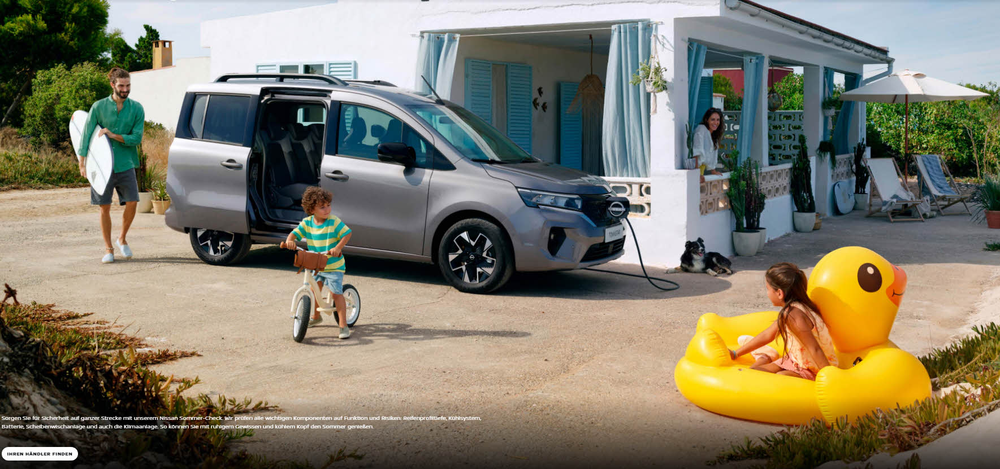 NISSAN
TOWNSTAR
Sorgen Sie für Sicherheit auf ganzer Strecke mit unserem Nissan Sommer-Check. Wir prüfen alle wichtigen Komponenten auf Funktion und Risiken: Reifenprofiltiefe, Kühlsystem,
Batterie, Scheibenwischanlage und auch die Klimaanlage. So können Sie mit ruhigem Gewissen und kühlem Kopf den Sommer genießen.
IHREN HÄNDLER FINDEN